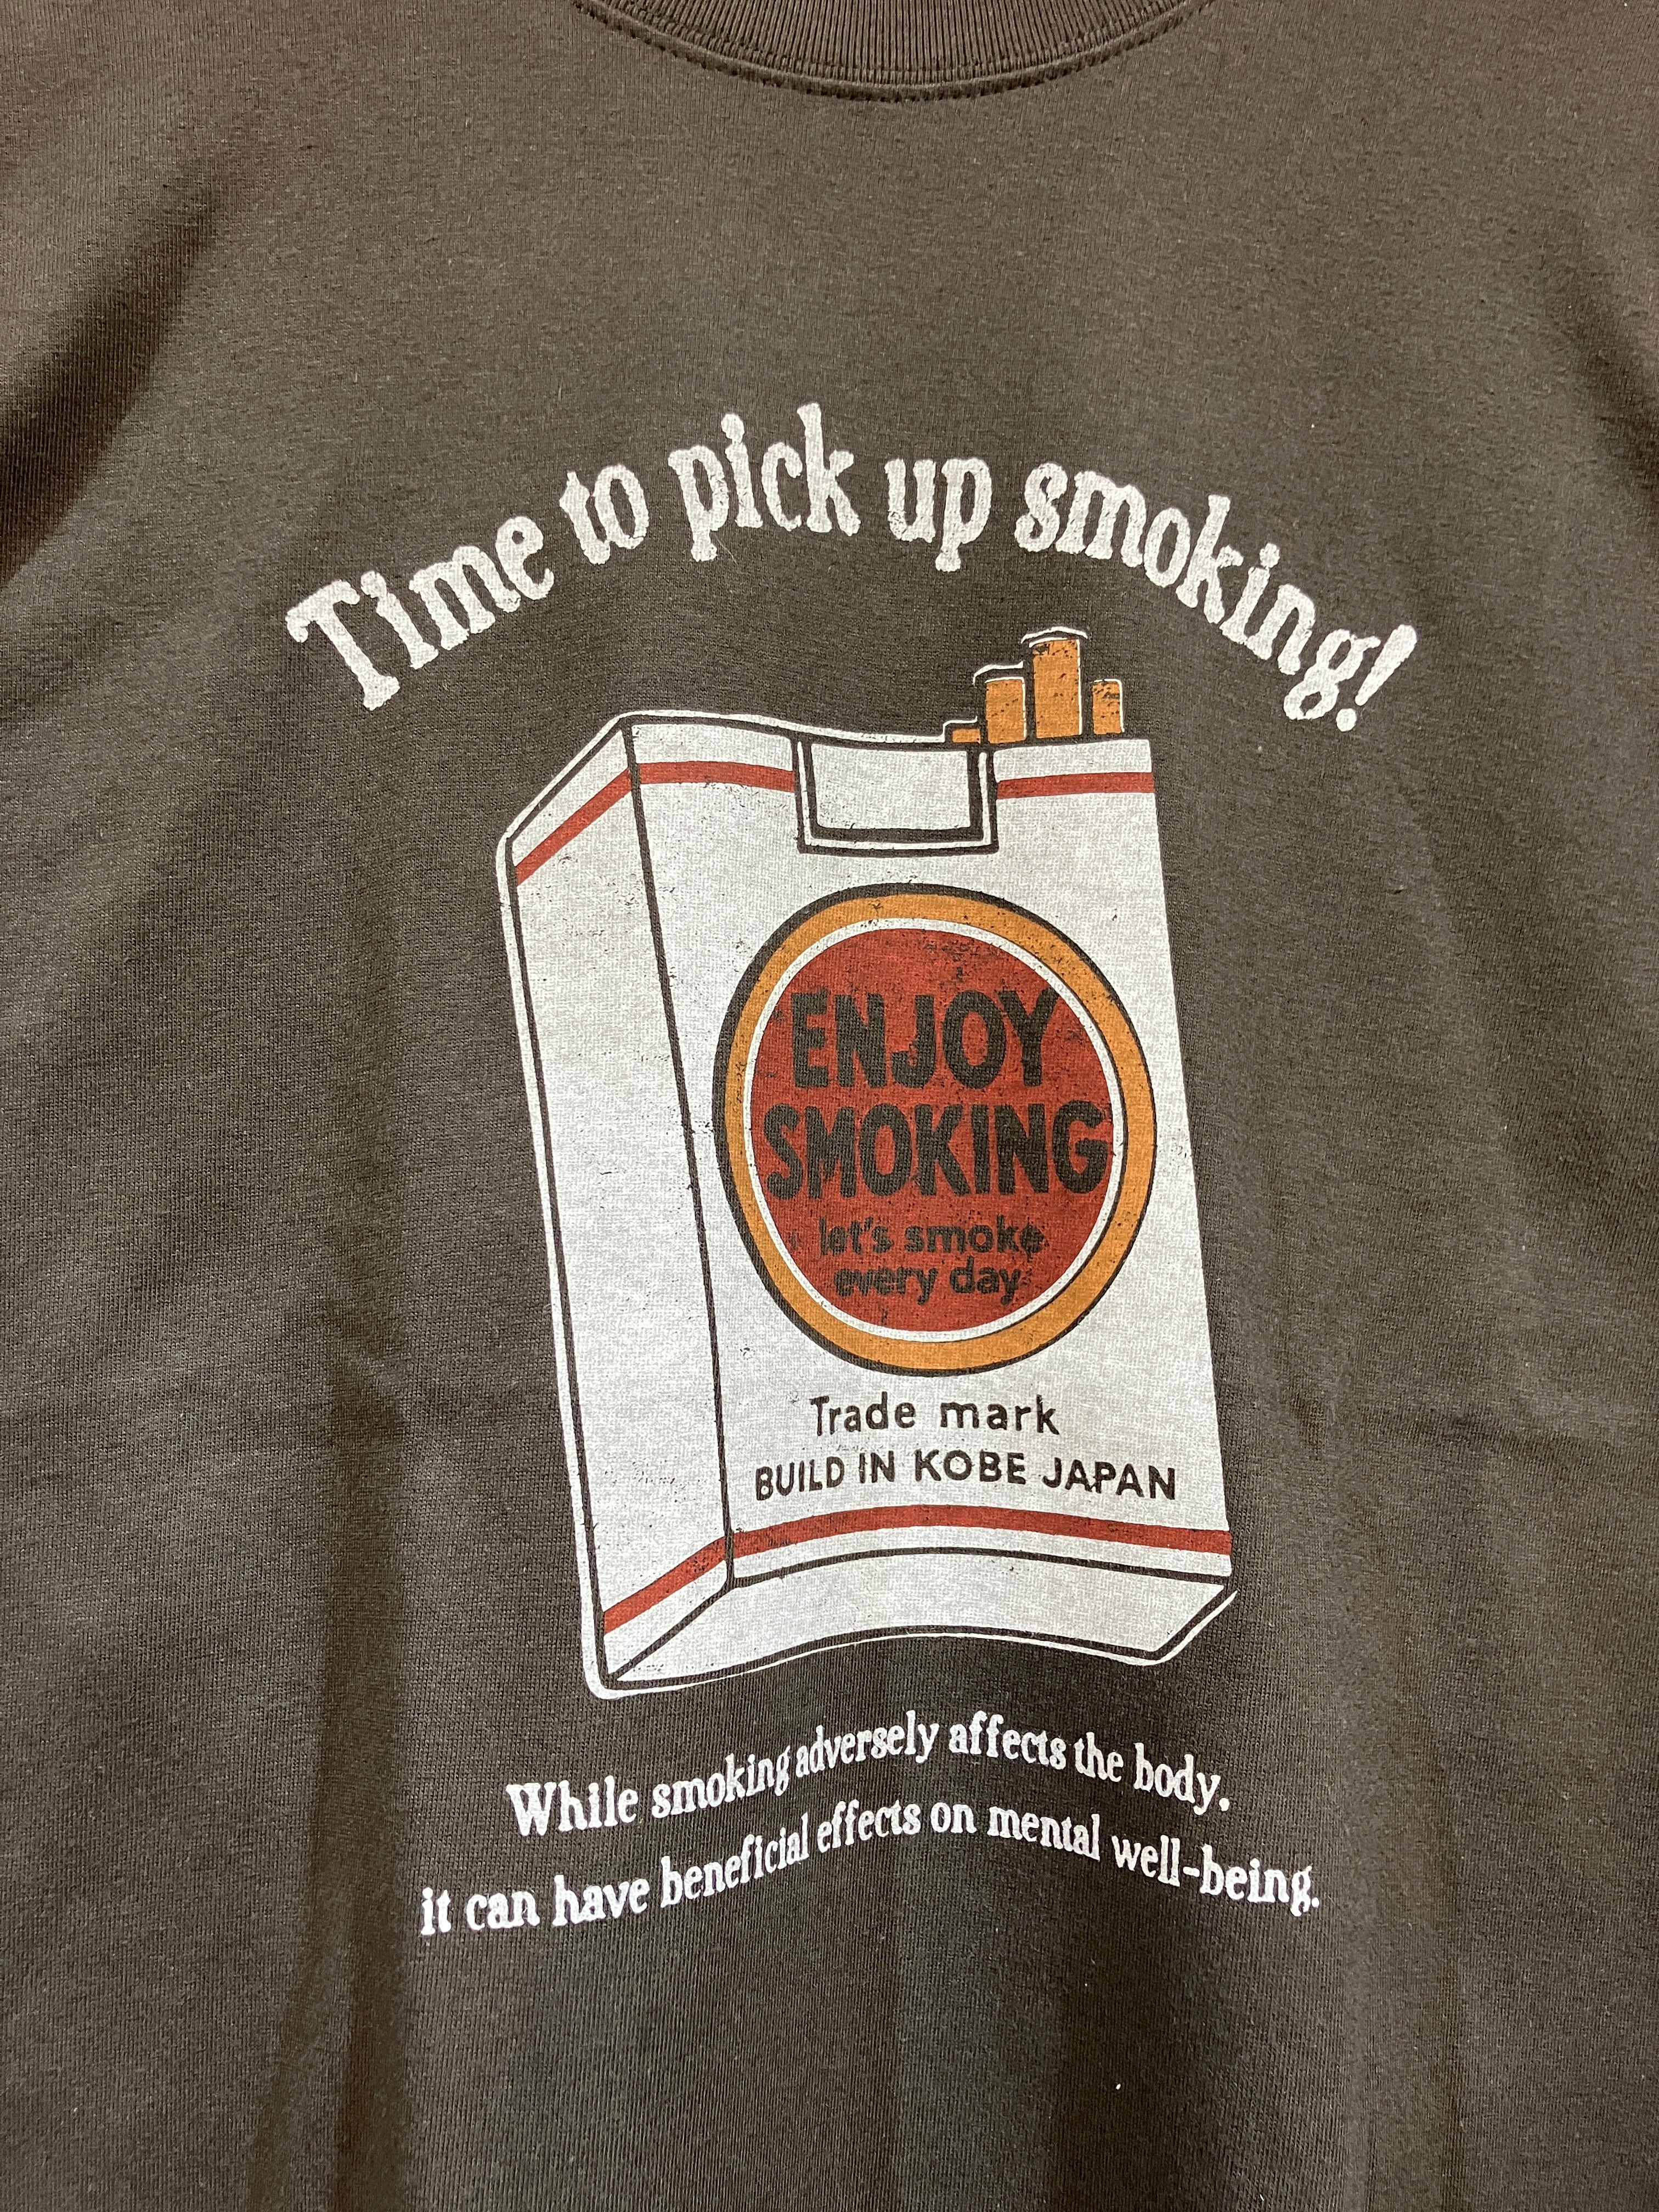 Time to pick up smoking!
ENJOY
SMOKING
let's smoke
every day
Trade mark
BUILD IN KOBE JAPAN
While smoking adversely affects the body,
it can have beneficial effects on mental well-being.